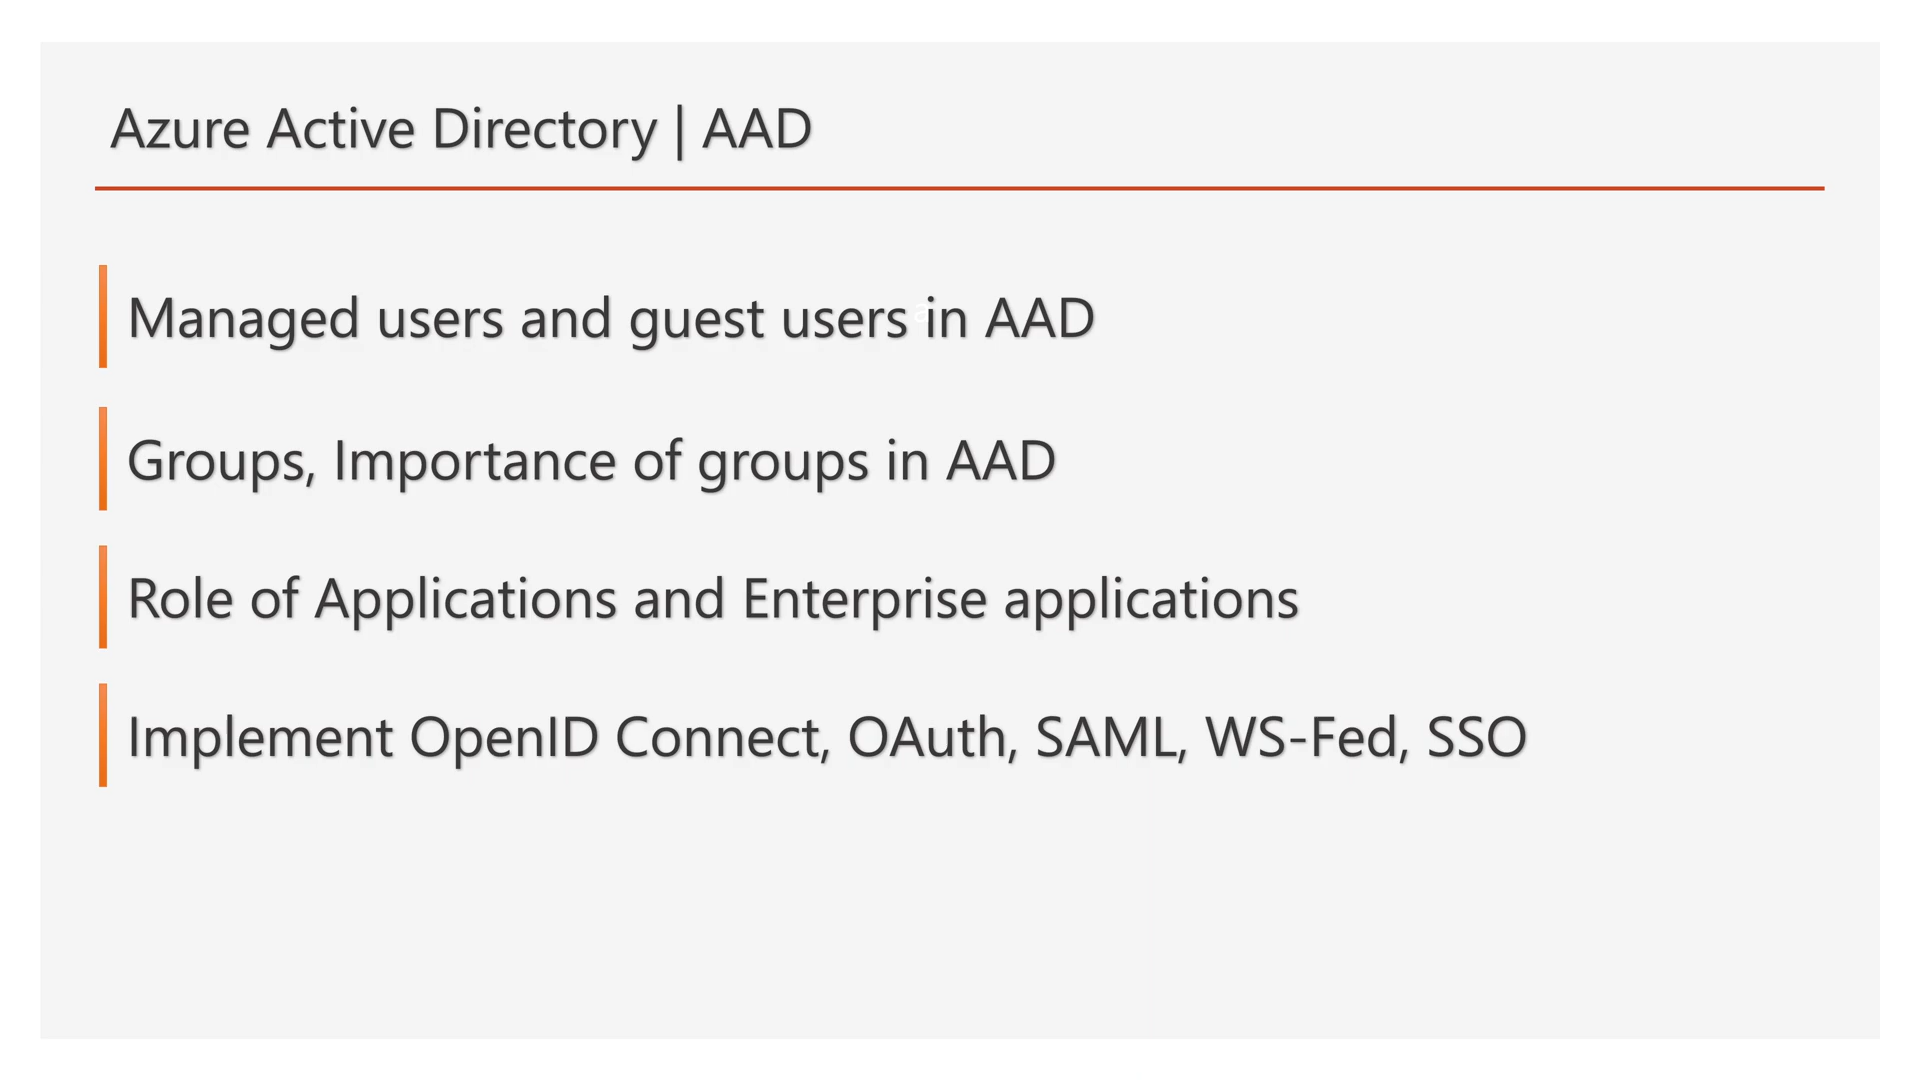 Azure Active Directory | AAD
Managed users and guest users in AAD
Groups, Importance of groups in AAD
Role of Applications and Enterprise applications
Implement OpenID Connect, OAuth, SAML, WS-Fed, SSO